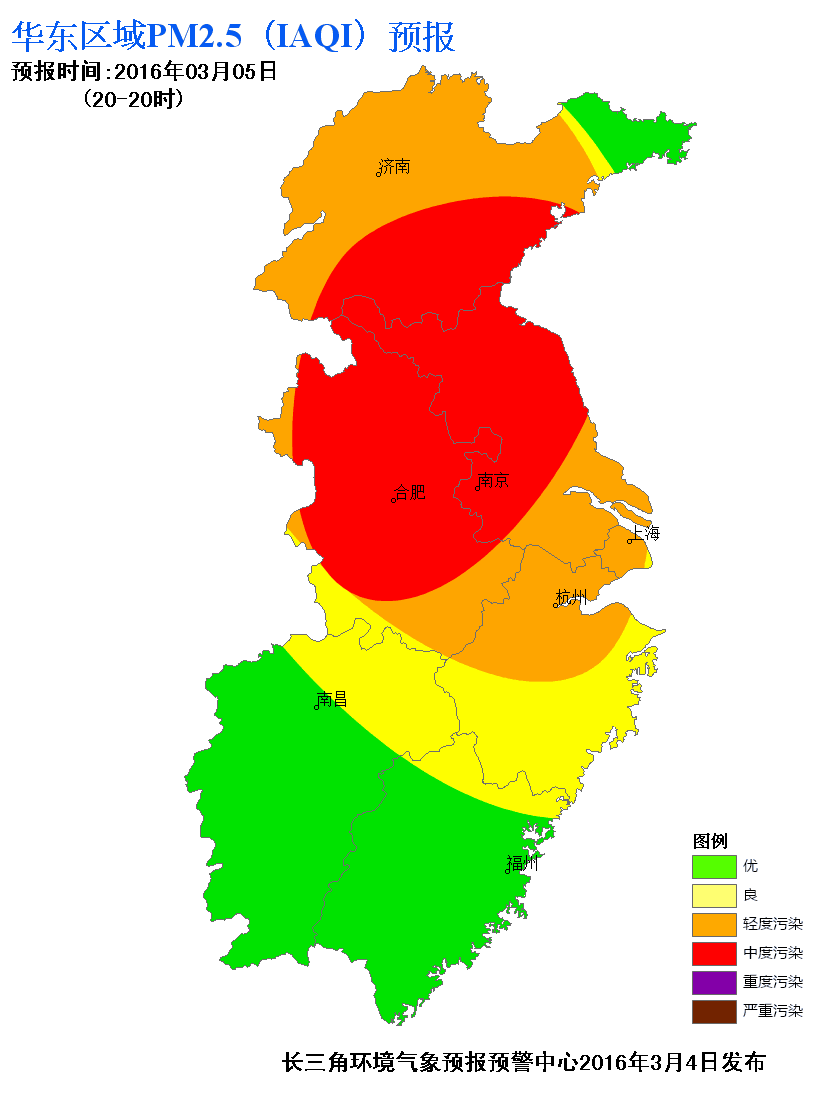 华东区域PM2.5（IAQI）预报
预报时间:2016年03月05日
(20-20时)
济南
合肥
南京
上海
杭州
南昌
福州
图例
优
良
轻度污染
中度污染
重度污染
严重污染
长三角环境气象预报预警中心2016年3月4日发布